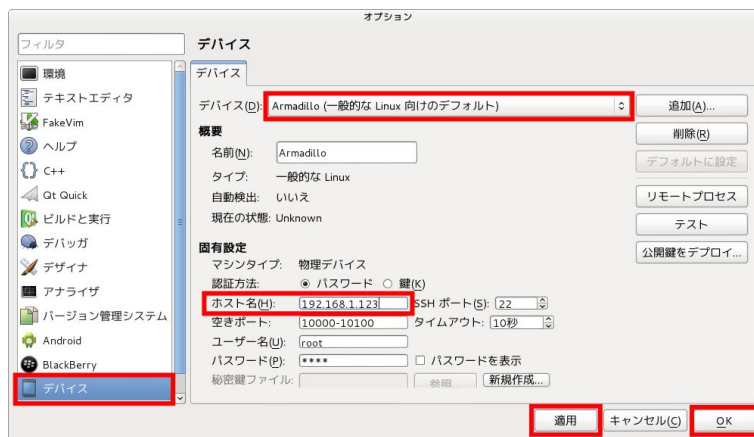 オプション
フィルタ
環境
テキストエディタ
FakeVim
ヘルプ
C++
Qt Quick
ビルドと実行
デバッガ
デザイナ
アナライザ
バージョン管理システム
Android
BlackBerry
デバイス
デバイス
デバイス
デバイス(D): Armadillo (一般的な Linux 向けのデフォルト) 追加(A)...
概要 削除(R)
名前(N): Armadillo デフォルトに設定
タイプ: 一般的な Linux
自動検出: いいえ リモートプロセス
現在の状態: Unknown テスト
固有設定 公開鍵をデプロイ...
マシンタイプ: 物理デバイス
認証方法: パスワード 鍵(K)
ホスト名(H): 192.168.1.123 SSH ポート(S): 22
空きポート: 10000-10100 タイムアウト: 10秒
ユーザー名(U): root
パスワード(P): **** パスワードを表示
秘密鍵ファイル: 参照... 新規作成...
適用 キャンセル(C) OK